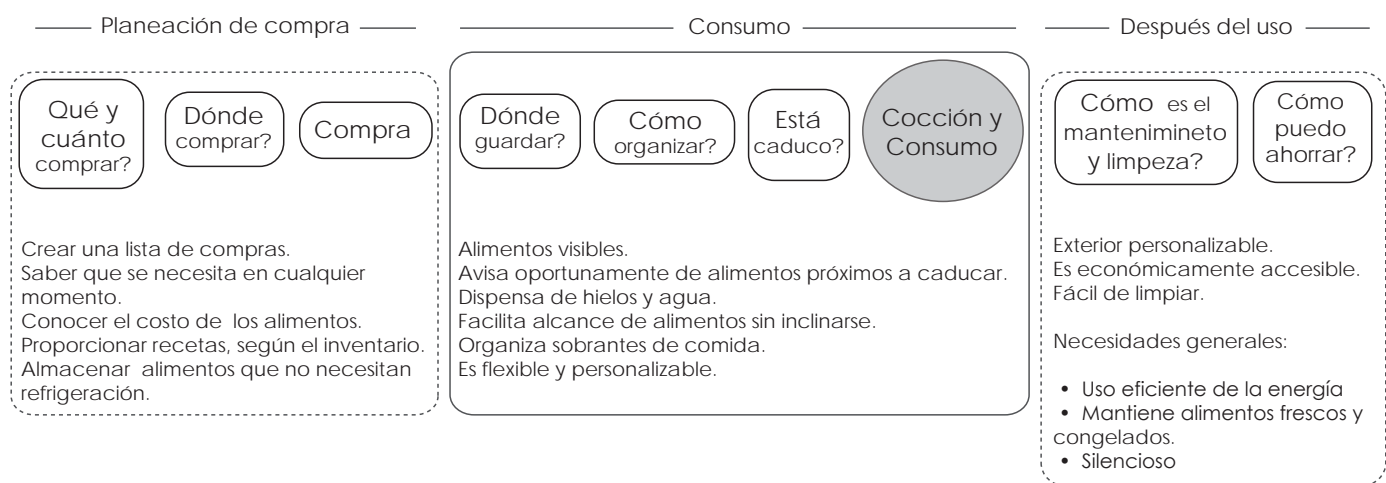 Planeación de compra
Qué y
cuánto
comprar?
Dónde
comprar?
Compra
Crear una lista de compras.
Saber que se necesita en cualquier
momento.
Conocer el costo de los alimentos.
Proporcionar recetas, según el inventario.
Almacenar alimentos que no necesitan
refrigeración.
Consumo
Dónde
guardar?
Cómo
organizar?
Está
caduco?
Cocción y
Consumo
Alimentos visibles.
Avisa oportunamente de alimentos próximos a caducar.
Dispensa de hielos y agua.
Facilita alcance de alimentos sin inclinarse.
Organiza sobrantes de comida.
Es flexible y personalizable.
Después del uso
Cómo es el
mantenimineto
y limpeza?
Cómo
puedo
ahorrar?
Exterior personalizable.
Es económicamente accesible.
Fácil de limpiar.
Necesidades generales:
• Uso eficiente de la energía
• Mantiene alimentos frescos y
congelados.
• Silencioso